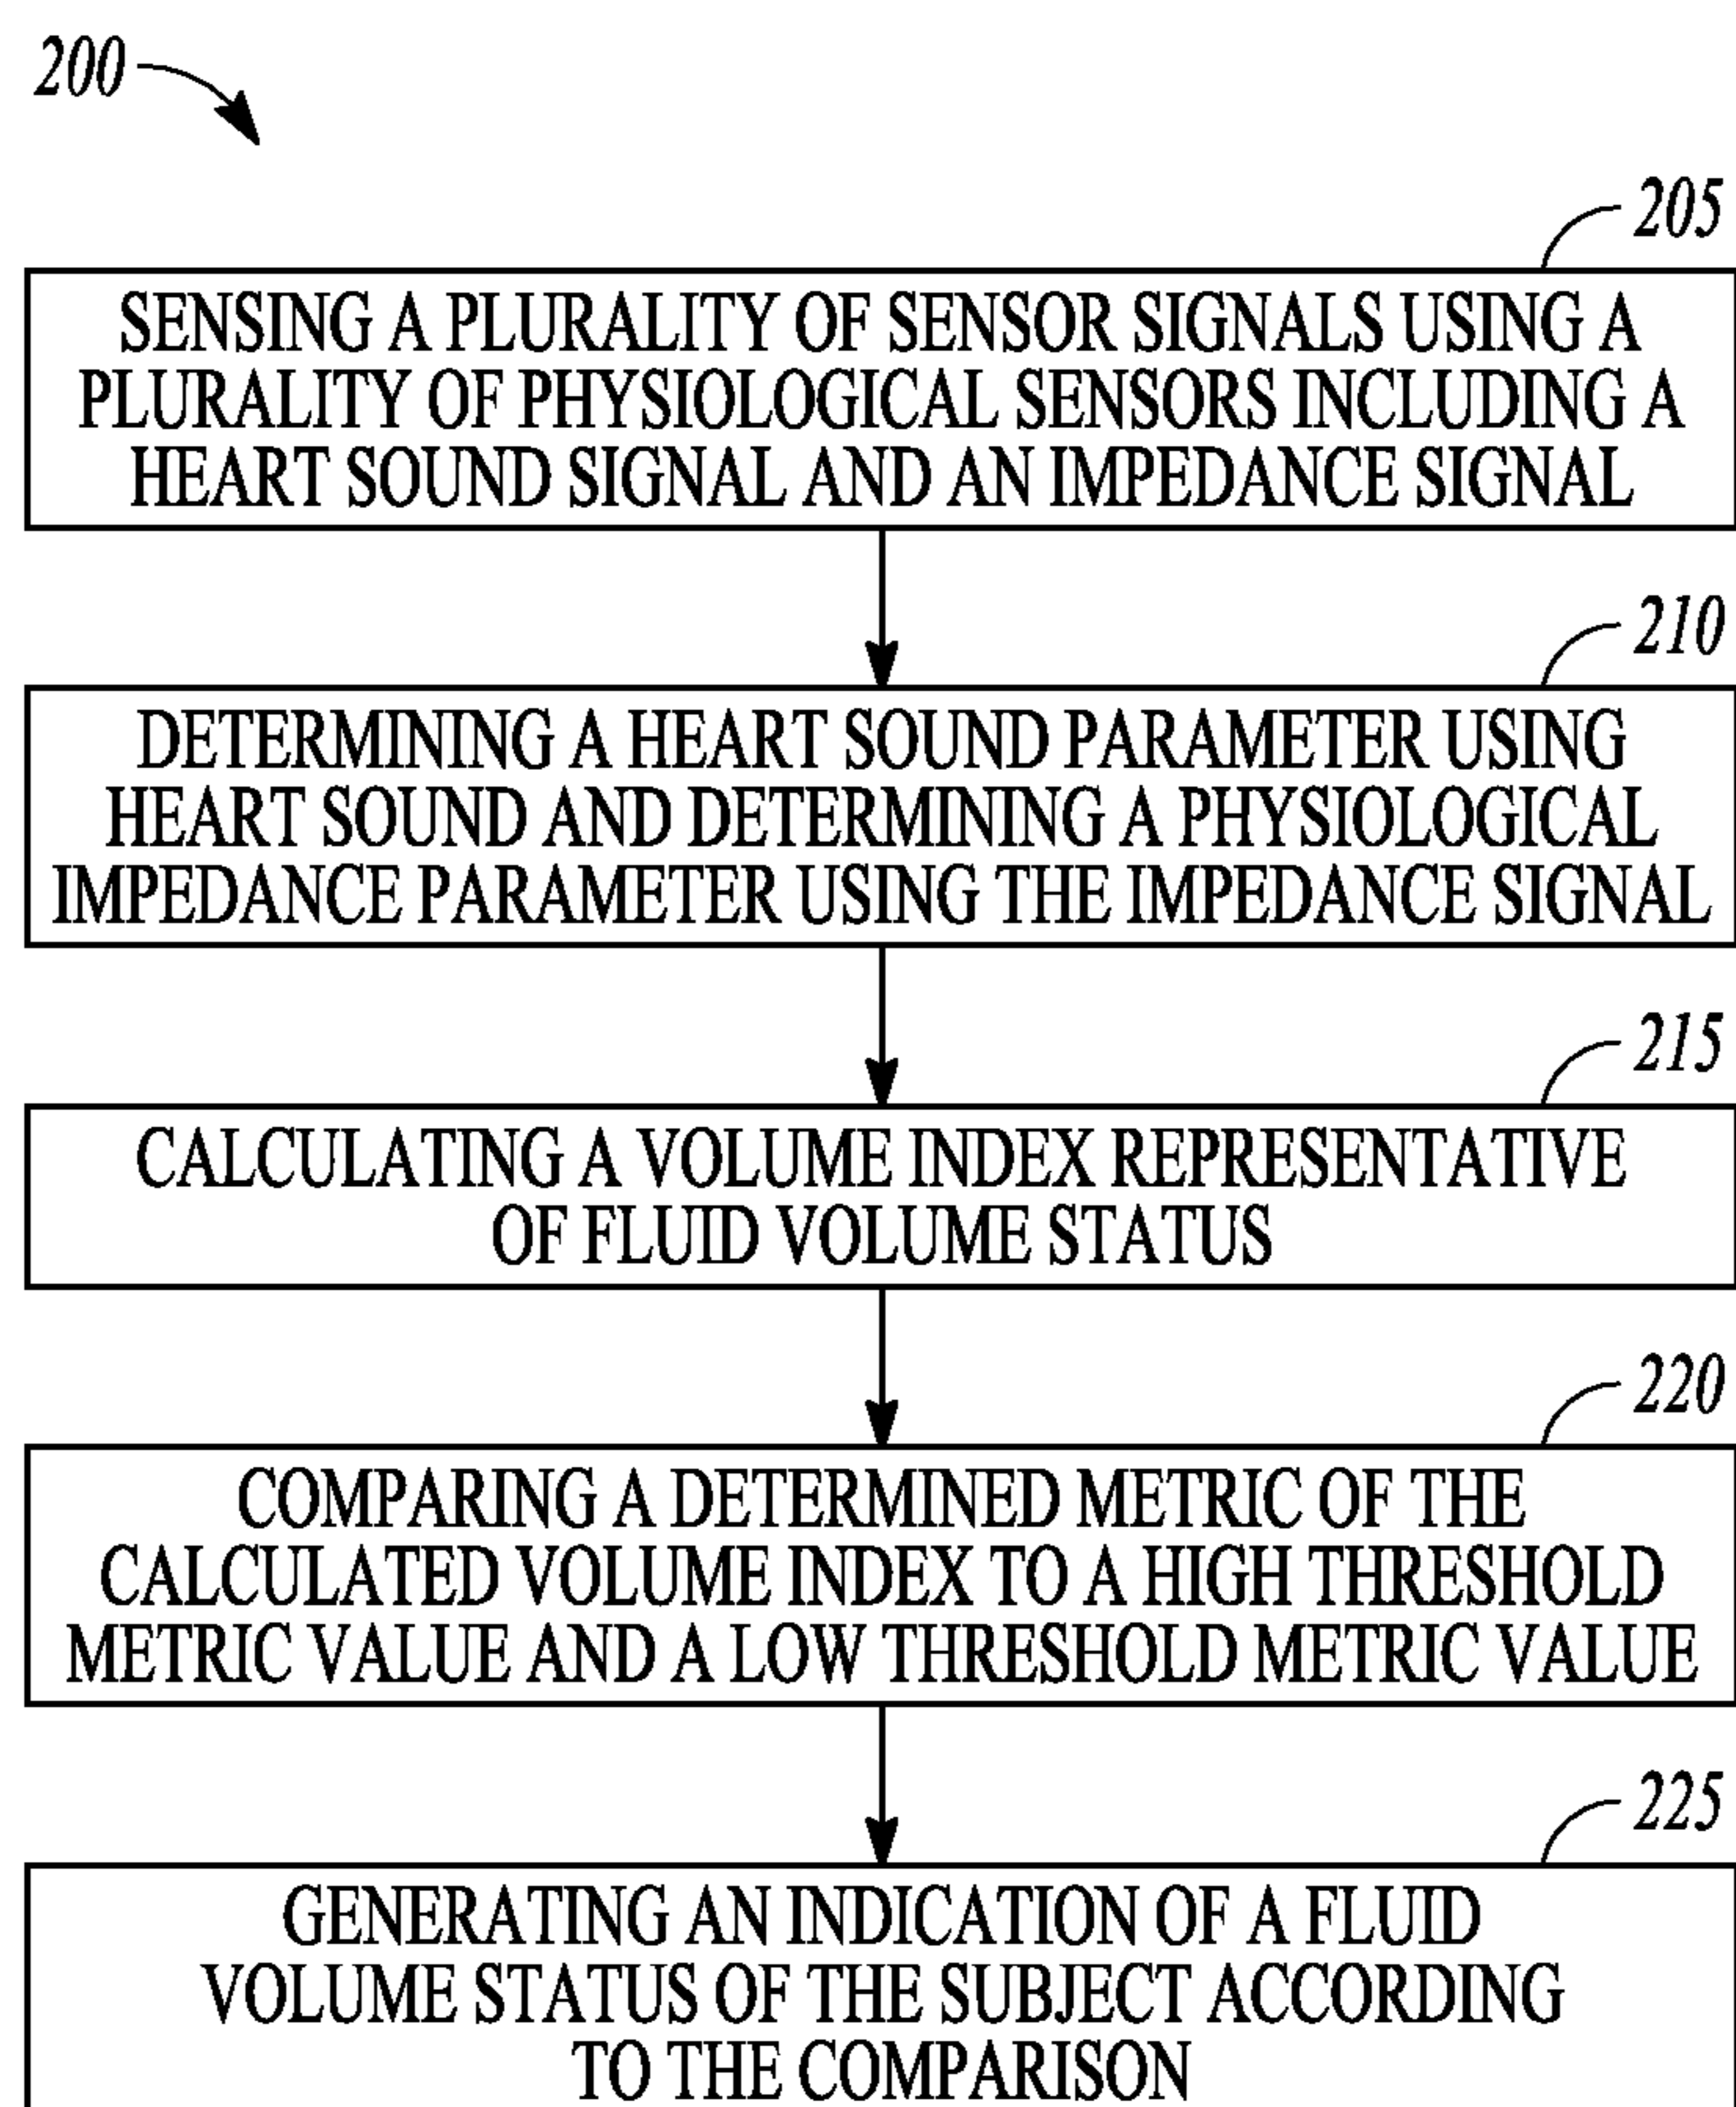 200
205
SENSING A PLURALITY OF SENSOR SIGNALS USING A
PLURALITY OF PHYSIOLOGICAL SENSORS INCLUDING A
HEART SOUND SIGNAL AND AN IMPEDANCE SIGNAL
210
DETERMINING A HEART SOUND PARAMETER USING
HEART SOUND AND DETERMINING A PHYSIOLOGICAL
IMPEDANCE PARAMETER USING THE IMPEDANCE SIGNAL
215
CALCULATING A VOLUME INDEX REPRESENTATIVE
OF FLUID VOLUME STATUS
220
COMPARING A DETERMINED METRIC OF THE
CALCULATED VOLUME INDEX TO A HIGH THRESHOLD
METRIC VALUE AND A LOW THRESHOLD METRIC VALUE
225
GENERATING AN INDICATION OF A FLUID
VOLUME STATUS OF THE SUBJECT ACCORDING
TO THE COMPARISON